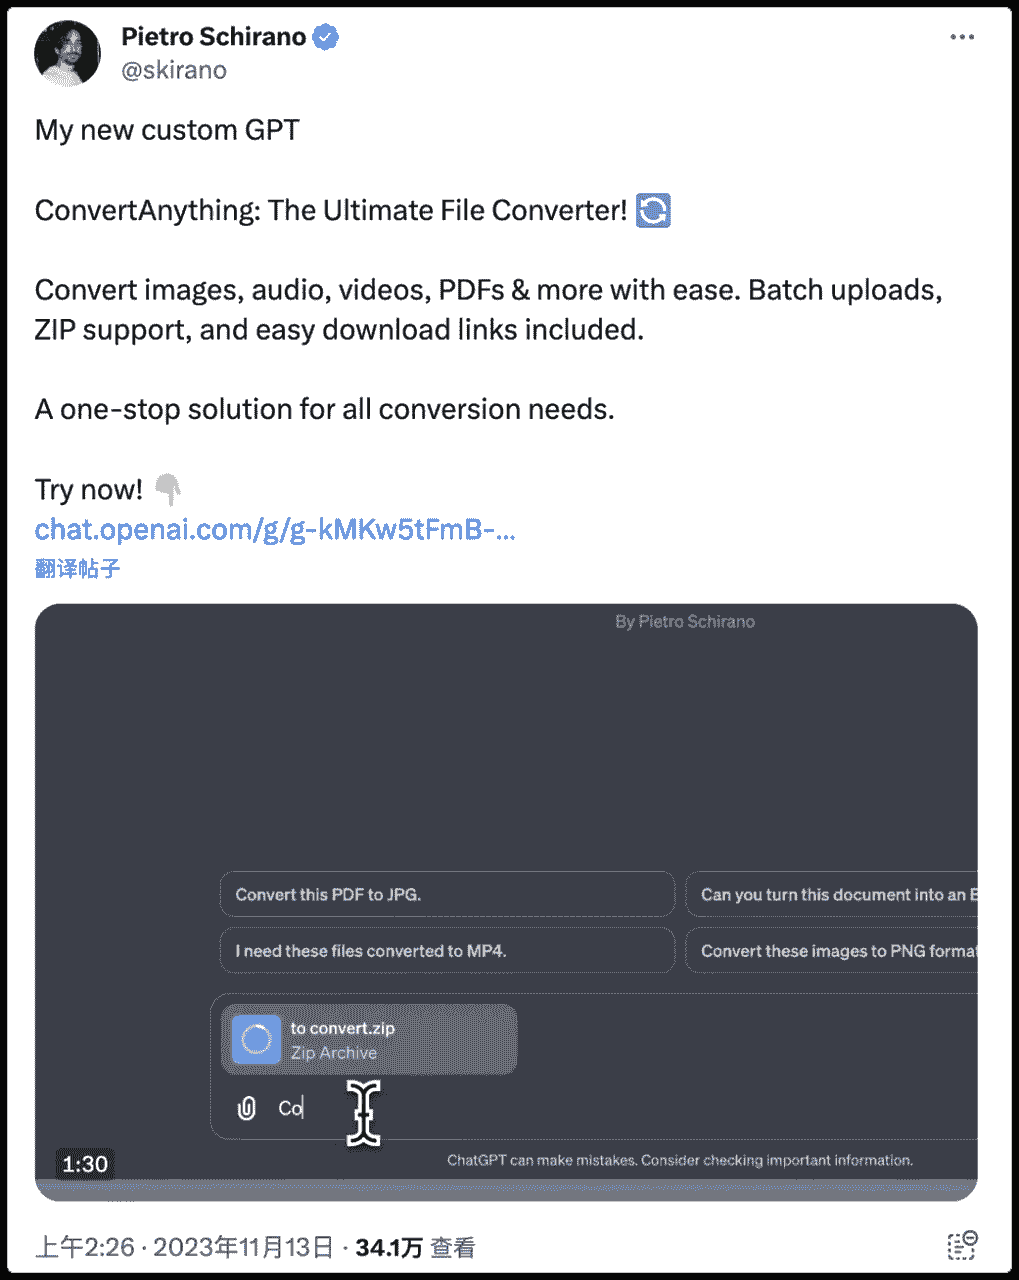 Pietro Schirano
@skirano
My new custom GPT
ConvertAnything: The Ultimate File Converter! 🔄
Convert images, audio, videos, PDFs & more with ease. Batch uploads,
ZIP support, and easy download links included.
A one-stop solution for all conversion needs.
Try now! 👇
chat.openai.com/g/g-kMKw5tFmB-...
翻译帖子
By Pietro Schirano
Convert this PDF to JPG.
Can you turn this document into an E
I need these files converted to MP4.
Convert these images to PNG forma
to convert.zip
Zip Archive
Co
1:30
ChatGPT can make mistakes. Consider checking important information.
上午2:26 · 2023年11月13日 · 34.1万 查看